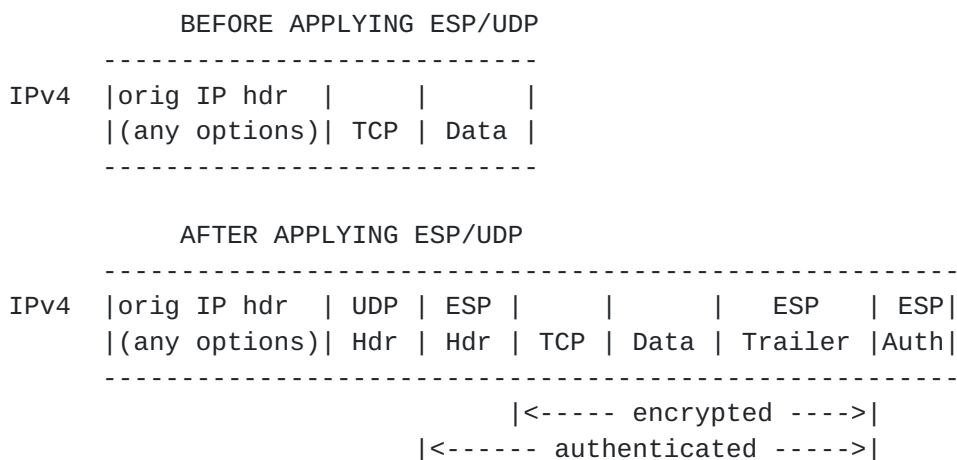 BEFORE APPLYING ESP/UDP
----------------------------
IPv4  |orig IP hdr  |     |      |
      |(any options)| TCP | Data |
----------------------------
AFTER APPLYING ESP/UDP
-------------------------------------------------------
IPv4  |orig IP hdr  | UDP | ESP |     |      |   ESP   | ESP|
      |(any options)| Hdr | Hdr | TCP | Data | Trailer |Auth|
-------------------------------------------------------
|<----- encrypted ---->|
|<------ authenticated ----->|